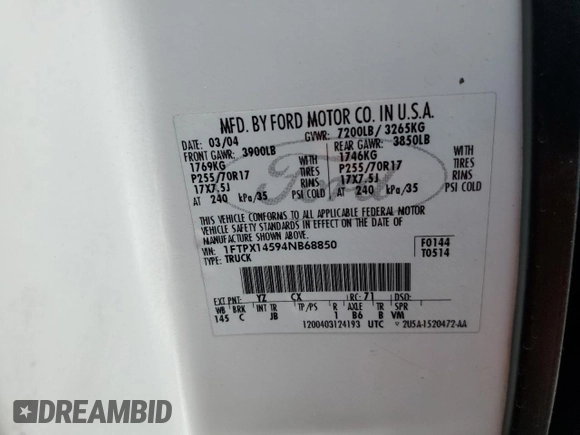 MFD. BY FORD MOTOR CO. IN U.S.A.
DATE: 03/04 GVWR: 7200LB/ 3265KG
FRONT GAWR: 3900LB REAR GAWR: 3850LB
1769KG WITH 1746KG WITH
P255/70R17 TIRES P255/70R17 TIRES
17X7.5J RIMS 17X7.5J RIMS
AT 240 kPa/35 PSI COLD AT 240 kPa/35 PSI COLD
Ford
THIS VEHICLE CONFORMS TO ALL APPLICABLE FEDERAL MOTOR
VEHICLE SAFETY STANDARDS IN EFFECT ON THE DATE OF
MANUFACTURE SHOWN ABOVE.
VIN: 1FTPX14594NB68850 F0144
TYPE: TRUCK T0514
EXT PNT: YZ CX RC: 71 DSO:
WB BRK INT TR TP/PS R AXLE TR SPR
145 C JB 1 B6 B VM
1200403124193 UTC 2U5A-1520472-AA
DREAMBID